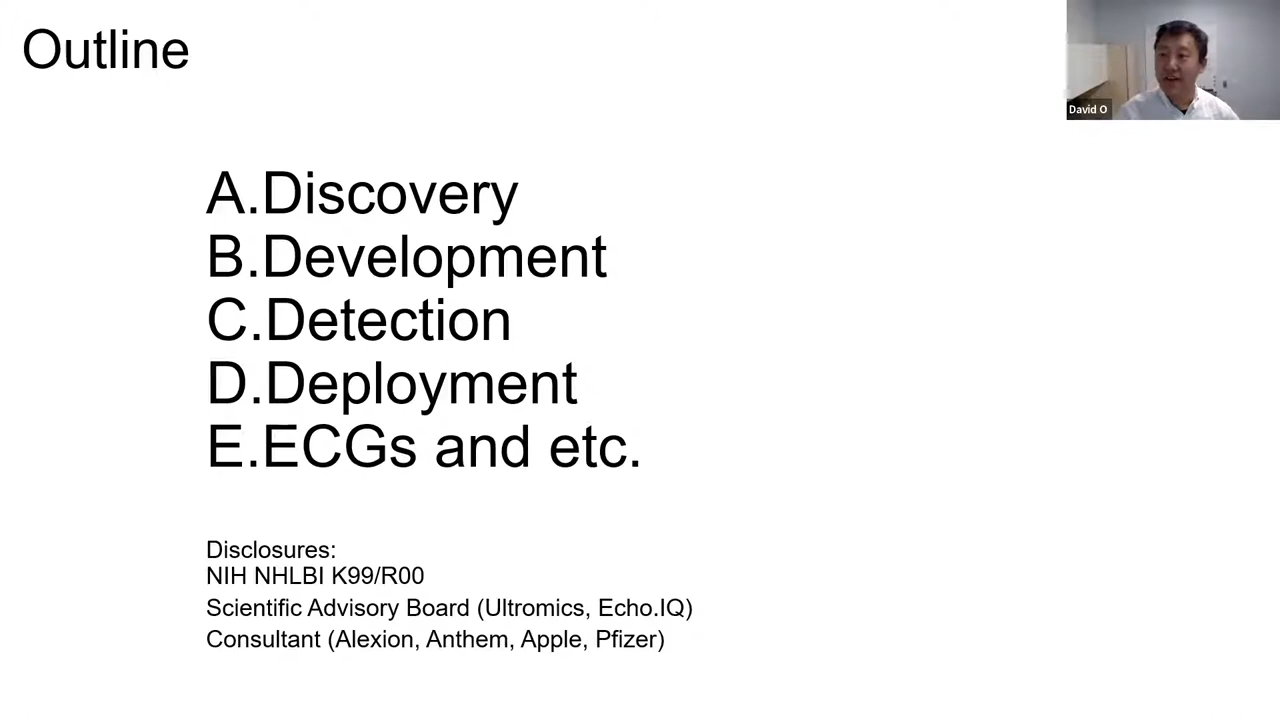 Outline
David O
A.Discovery
B.Development
C.Detection
D.Deployment
E.ECGs and etc.
Disclosures:
NIH NHLBI K99/R00
Scientific Advisory Board (Ultromics, Echo.IQ)
Consultant (Alexion, Anthem, Apple, Pfizer)